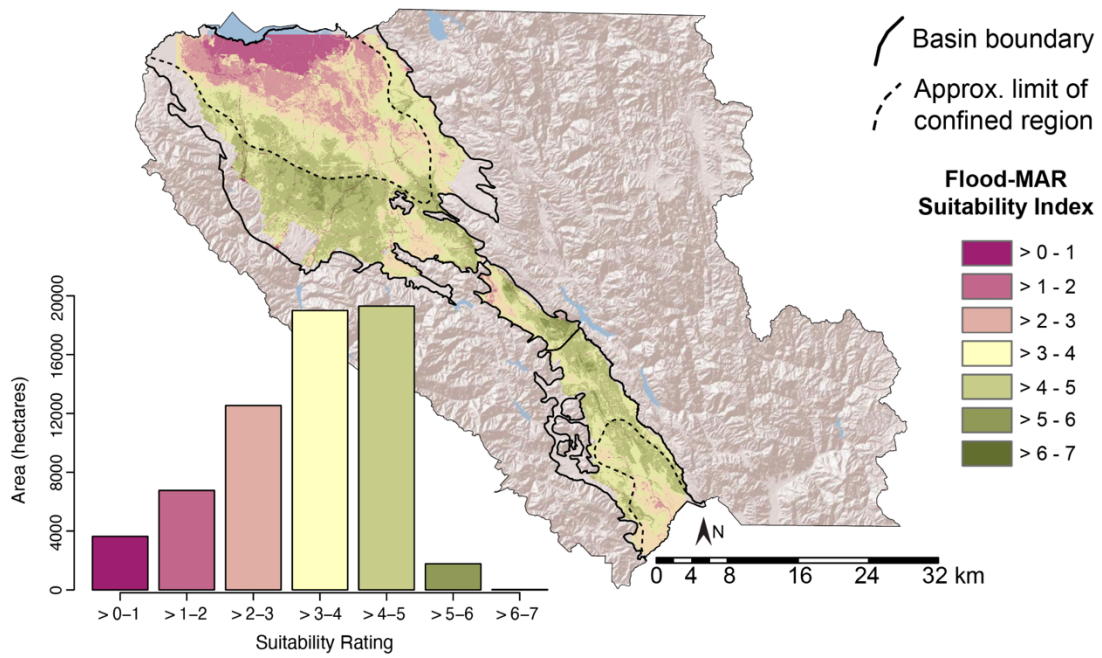 Basin boundary
Approx. limit of
confined region
Flood-MAR
Suitability Index
> 0 - 1
> 1 - 2
> 2 - 3
> 3 - 4
> 4 - 5
> 5 - 6
> 6 - 7
N
0 4 8 16 24 32 km
Area (hectares)
20000
16000
12000
8000
4000
0
> 0–1 > 1–2 > 2–3 > 3–4 > 4–5 > 5–6 > 6–7
Suitability Rating